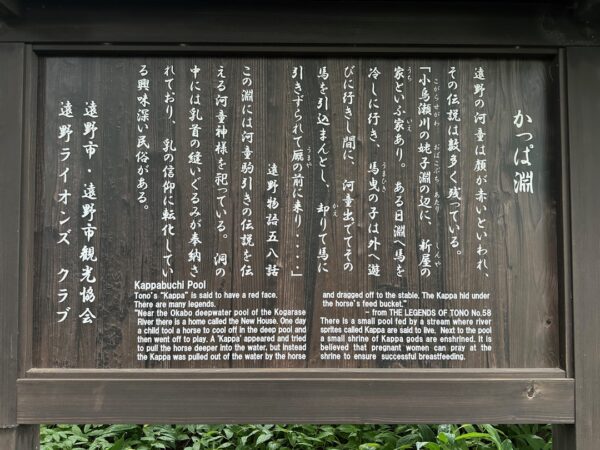 かっぱ淵
遠野の河童は顔が赤いといわれ、
その伝説は数多く残っている。
「小烏瀬川の姥子淵の辺に、新屋の
家といふ家あり。ある日淵へ馬を
冷しに行き、馬曳の子は外へ遊
びに行きし間に、河童出でてその
馬を引込まんとし、却りて馬に
引きずられて厩の前に来り・・・」
遠野物語五八話
この淵には河童駒引きの伝説を伝
える河童神様を祀っている。洞の
中には乳首の縫いぐるみが奉納さ
れており、乳の信仰に転化してい
る興味深い民俗がある。
遠野市・遠野市観光協会
遠野ライオンズクラブ
Kappabuchi Pool
Tono's "Kappa" is said to have a red face.
There are many legends.
"Near the Okabo deepwater pool of the Kogarase
River there is a home called the New House. One day
a child tool a horse to cool off in the deep pool and
then went off to play. A 'Kappa' appeared and tried
to pull the horse deeper into the water, but instead
the Kappa was pulled out of the water by the horse
and dragged off to the stable. The Kappa hid under
the horse's feed bucket."
- from THE LEGENDS OF TONO No.58
There is a small pool fed by a stream where river
sprites called Kappa are said to live. Next to the pool
a small shrine of Kappa gods are enshrined. It is
believed that pregnant women can pray at the
shrine to ensure successful breastfeeding.